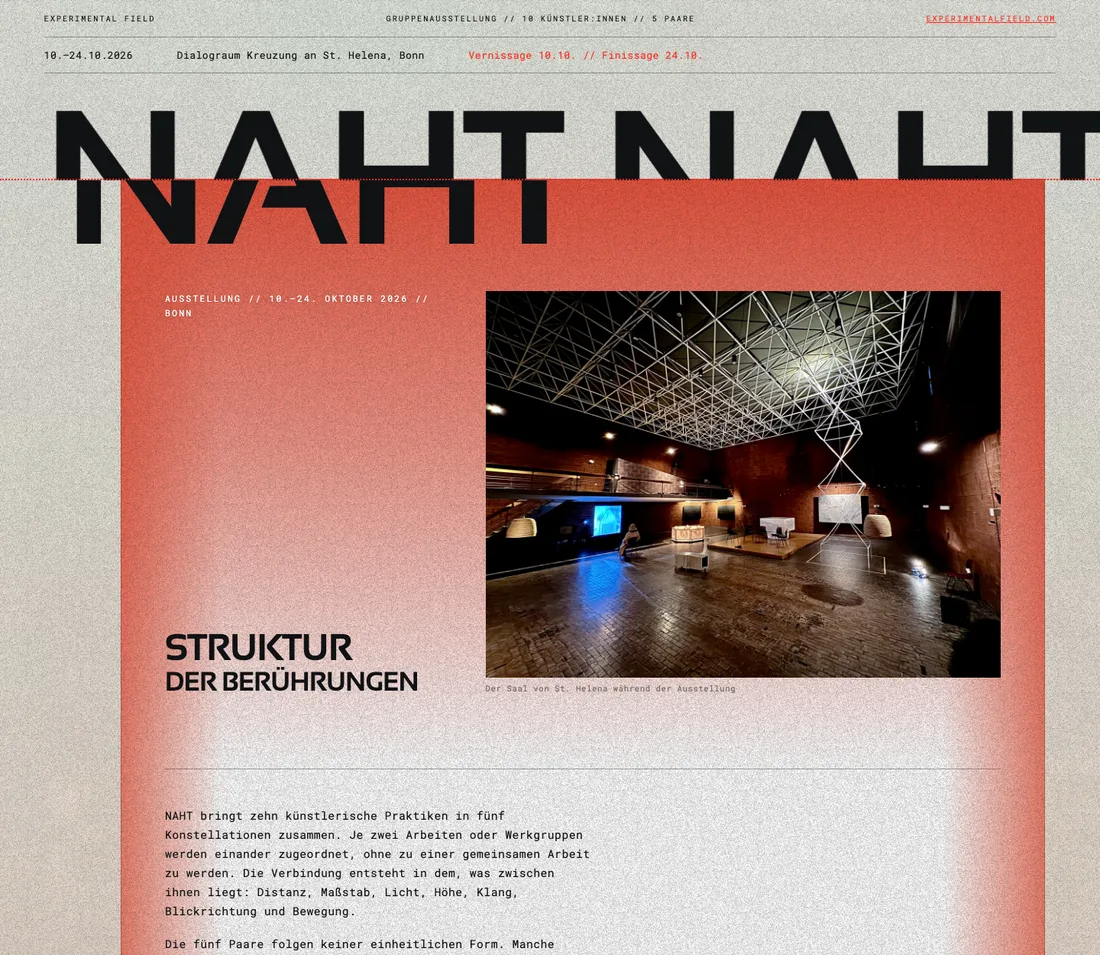 EXPERIMENTAL FIELD
GRUPPENAUSSTELLUNG // 10 KÜNSTLER:INNEN // 5 PAARE
EXPERIMENTALFIELD.COM
10.–24.10.2026
Dialograum Kreuzung an St. Helena, Bonn
Vernissage 10.10. // Finissage 24.10.
NAHT NAHT
AUSSTELLUNG // 10.–24. OKTOBER 2026 //
BONN
STRUKTUR
DER BERÜHRUNGEN
Der Saal von St. Helena während der Ausstellung
NAHT bringt zehn künstlerische Praktiken in fünf
Konstellationen zusammen. Je zwei Arbeiten oder Werkgruppen
werden einander zugeordnet, ohne zu einer gemeinsamen Arbeit
zu werden. Die Verbindung entsteht in dem, was zwischen
ihnen liegt: Distanz, Maßstab, Licht, Höhe, Klang,
Blickrichtung und Bewegung.
Die fünf Paare folgen keiner einheitlichen Form. Manche